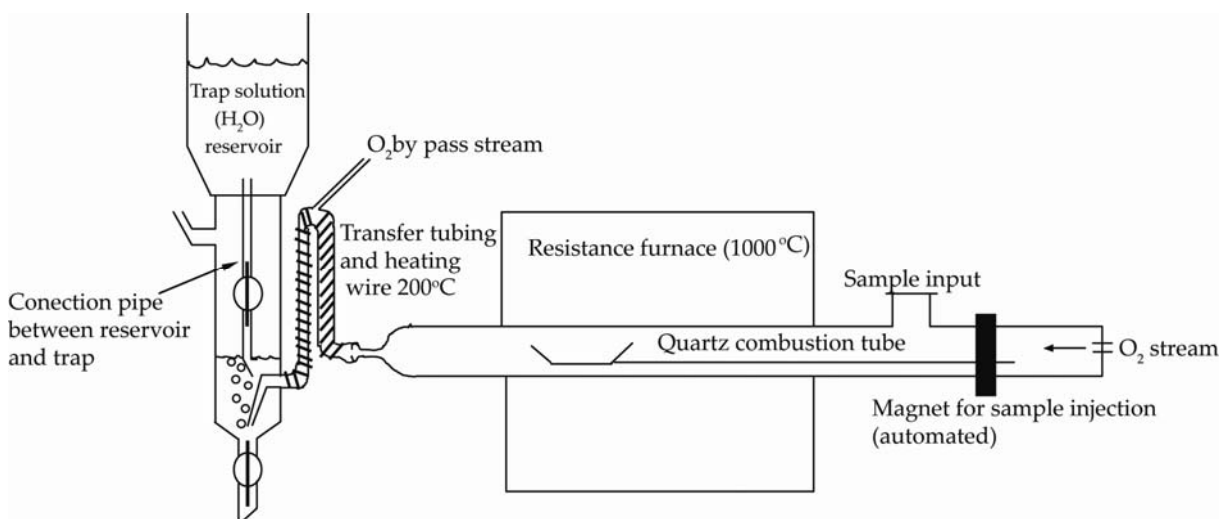 Trap solution
(H₂O)
reservoir
O₂by pass stream
Transfer tubing
and heating
wire 200°C
Resistance furnace (1000°C)
Sample input
Conection pipe
between reservoir
and trap
Quartz combustion tube
O₂ stream
Magnet for sample injection
(automated)